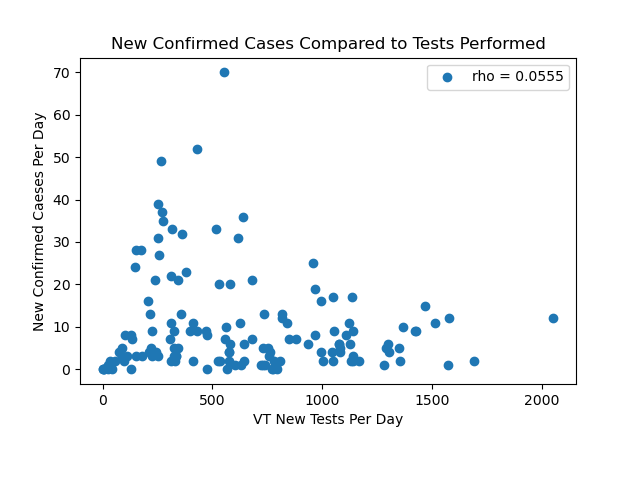 New Confirmed Cases Compared to Tests Performed
rho = 0.0555
New Confirmed Caeses Per Day
70
60
50
40
30
20
10
0
0 500 1000 1500 2000
VT New Tests Per Day